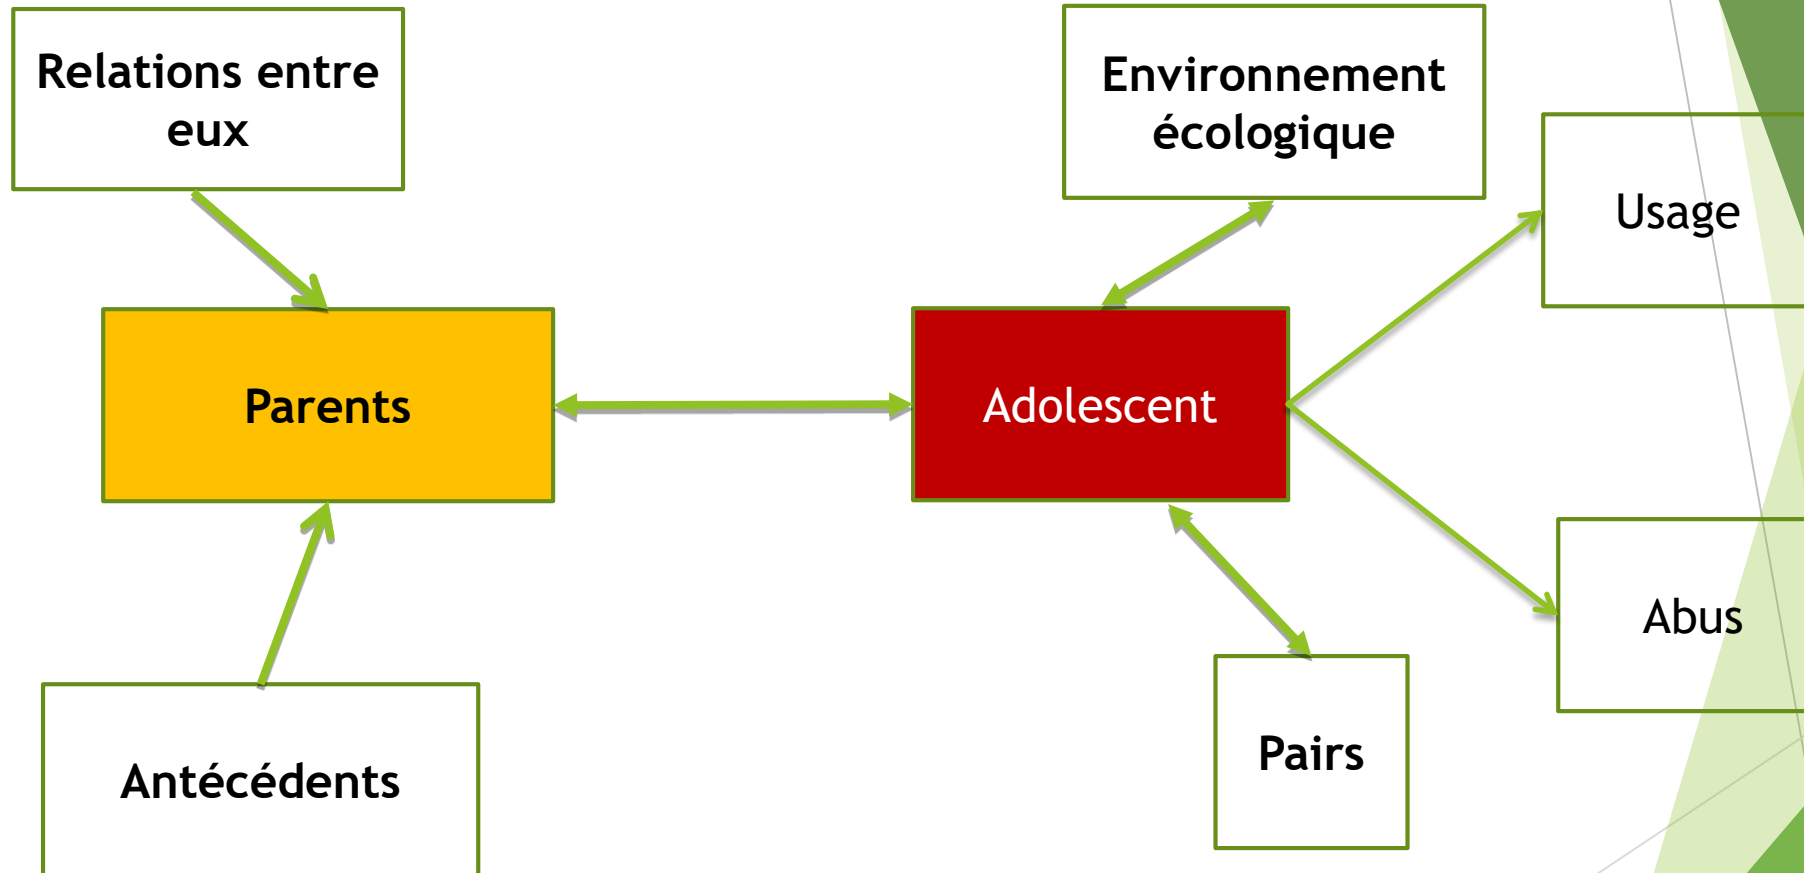 Relations entre
eux
Environnement
écologique
Usage
Parents
Adolescent
Abus
Pairs
Antécédents